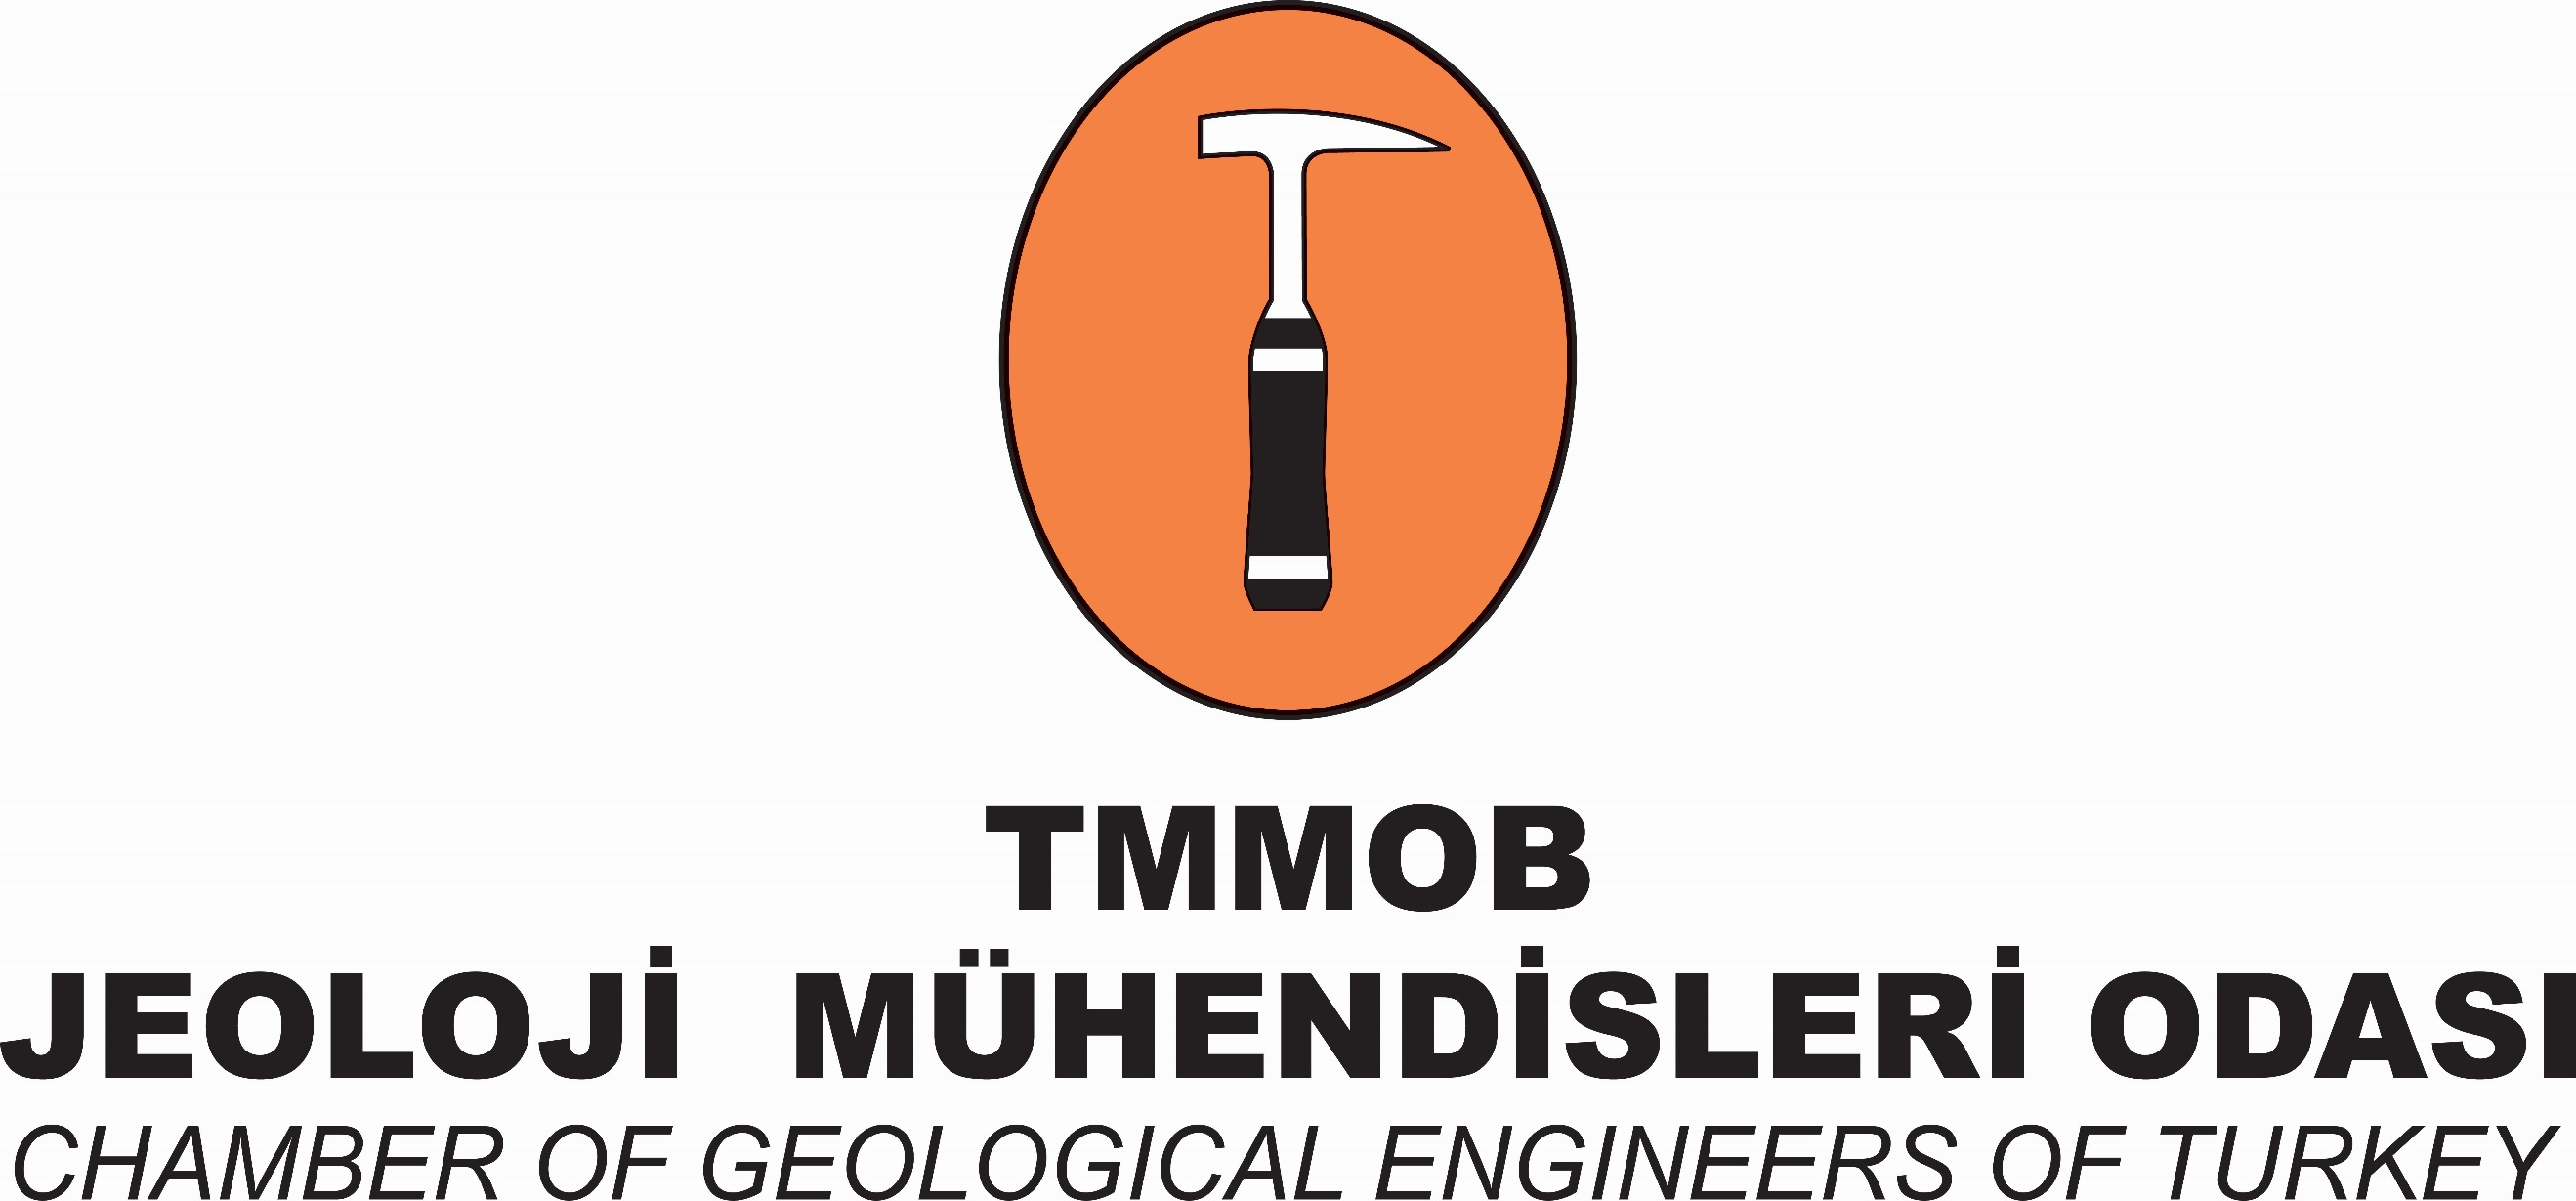 TMMOB
JEOLOJİ MÜHENDİSLERİ ODASI
CHAMBER OF GEOLOGICAL ENGINEERS OF TURKEY